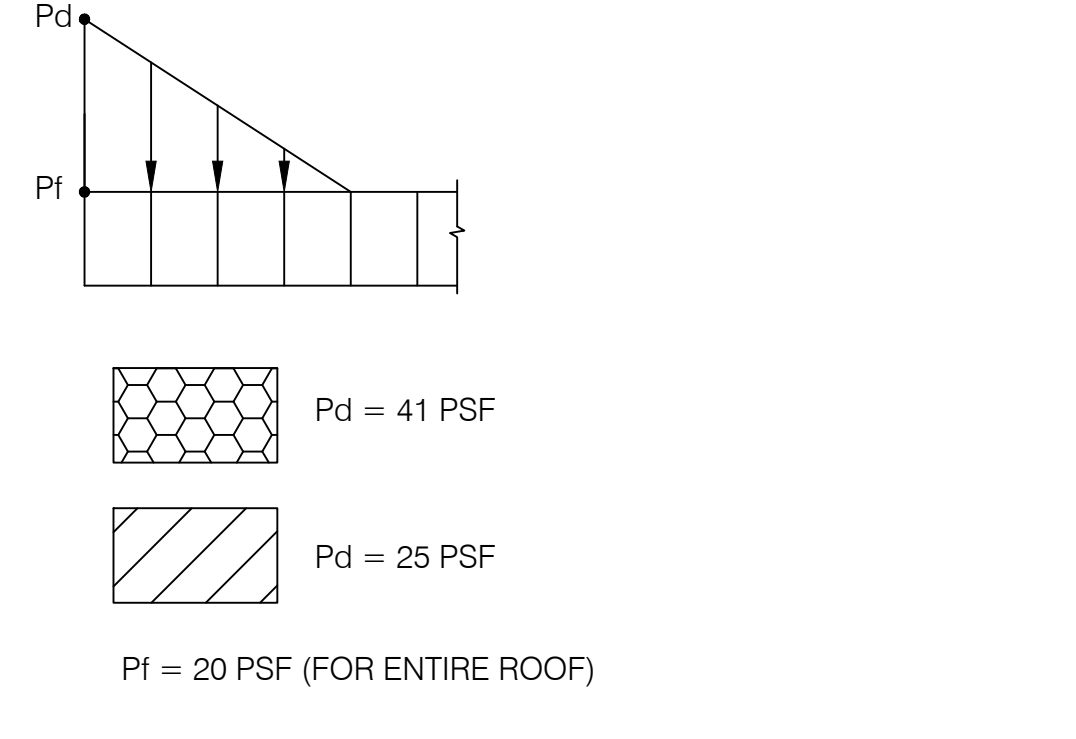 Pd
Pf
Pd = 41 PSF
Pd = 25 PSF
Pf = 20 PSF (FOR ENTIRE ROOF)